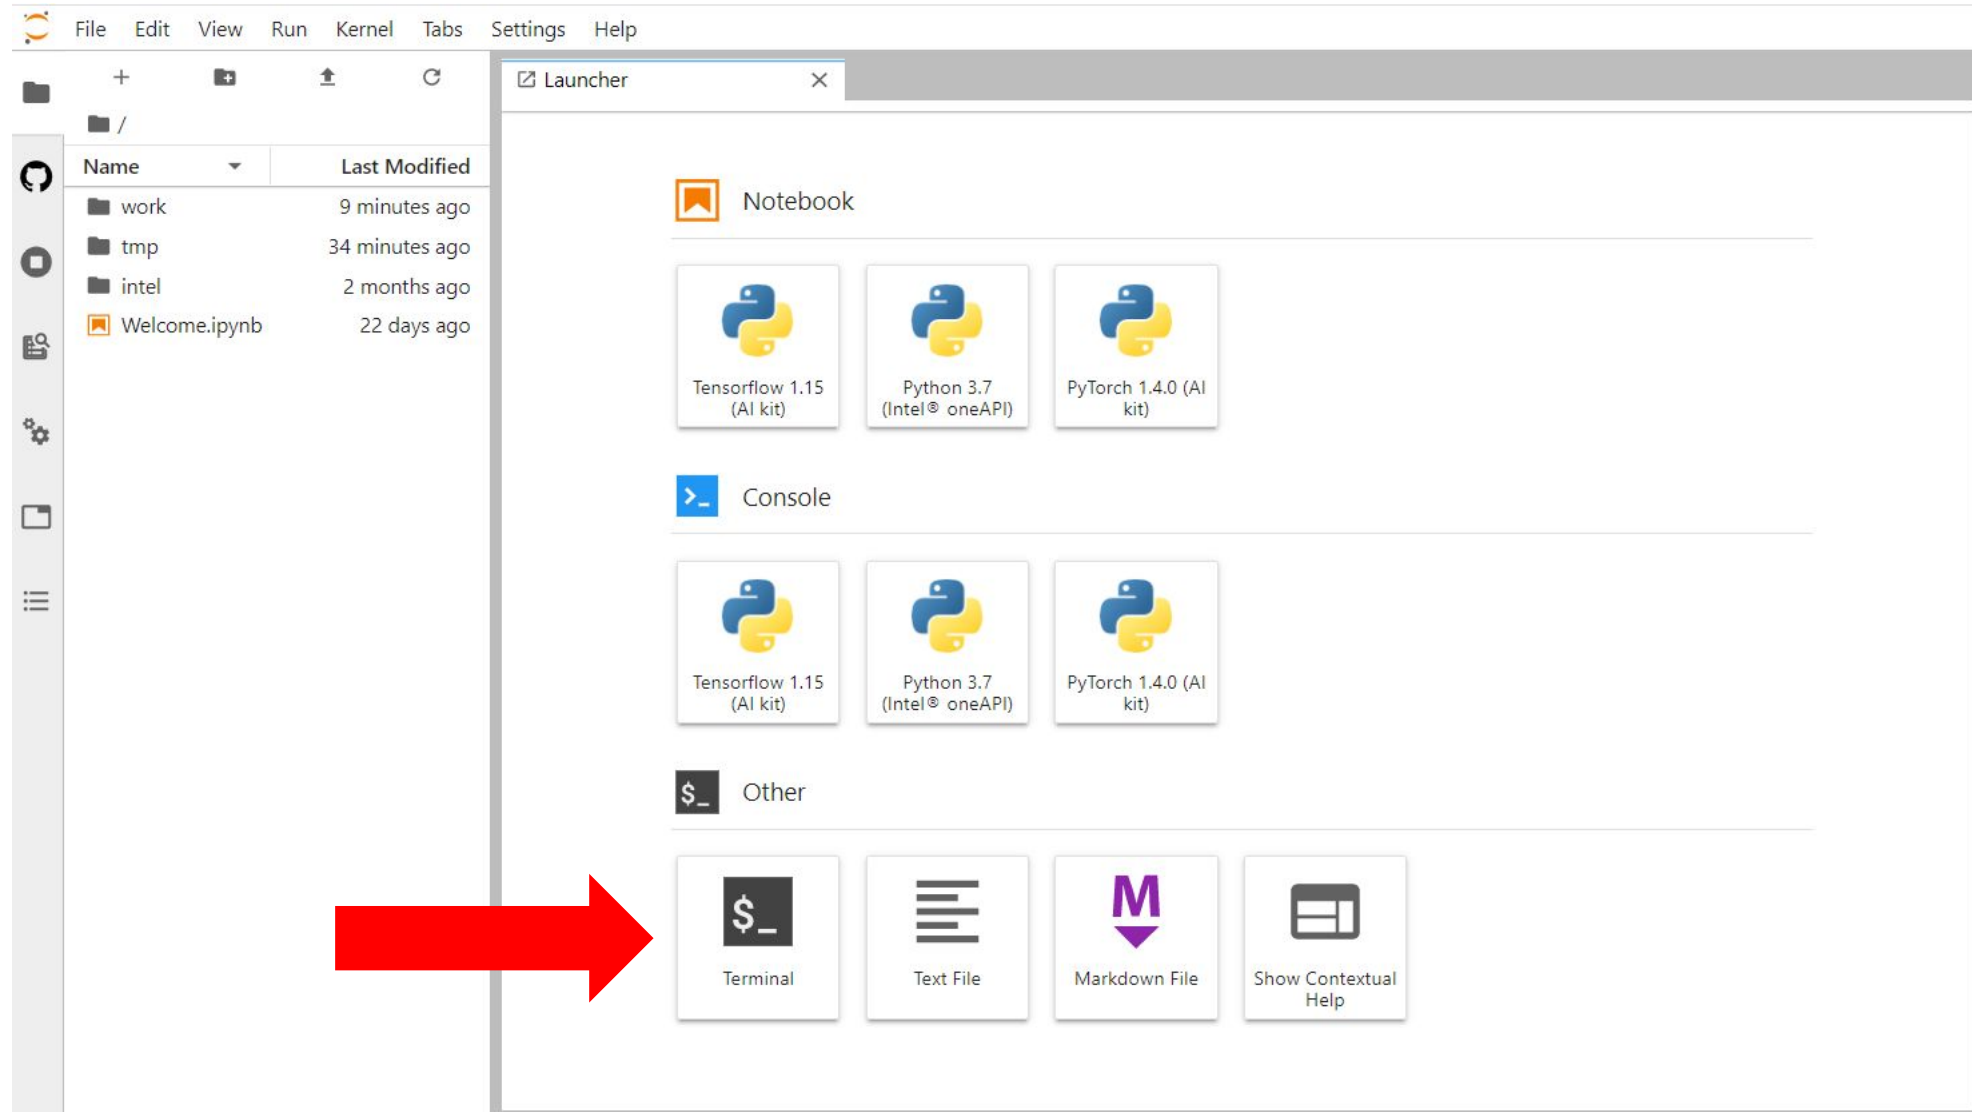 File Edit View Run Kernel Tabs Settings Help
Launcher
/
Name Last Modified
work 9 minutes ago
tmp 34 minutes ago
intel 2 months ago
Welcome.ipynb 22 days ago
Notebook
Tensorflow 1.15
(AI kit)
Python 3.7
(Intel® oneAPI)
PyTorch 1.4.0 (AI
kit)
Console
Tensorflow 1.15
(AI kit)
Python 3.7
(Intel® oneAPI)
PyTorch 1.4.0 (AI
kit)
$_ Other
$_
Terminal
Text File
M
Markdown File
Show Contextual
Help